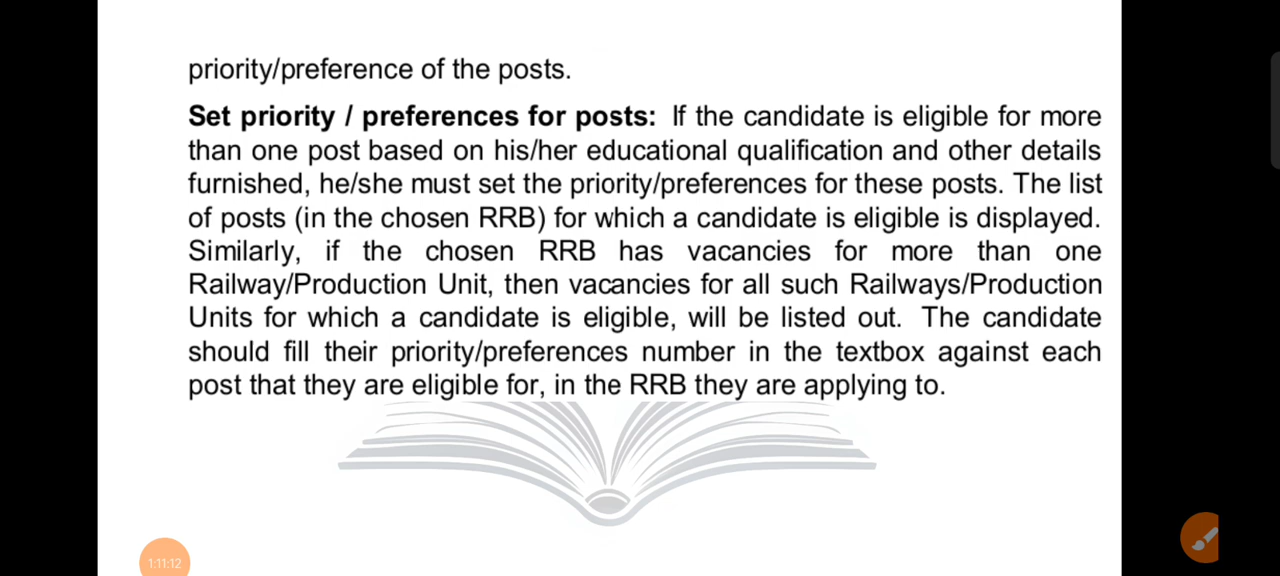 priority/preference of the posts.
Set priority / preferences for posts: If the candidate is eligible for more
than one post based on his/her educational qualification and other details
furnished, he/she must set the priority/preferences for these posts. The list
of posts (in the chosen RRB) for which a candidate is eligible is displayed.
Similarly, if the chosen RRB has vacancies for more than one
Railway/Production Unit, then vacancies for all such Railways/Production
Units for which a candidate is eligible, will be listed out. The candidate
should fill their priority/preferences number in the textbox against each
post that they are eligible for, in the RRB they are applying to.
1:11:12